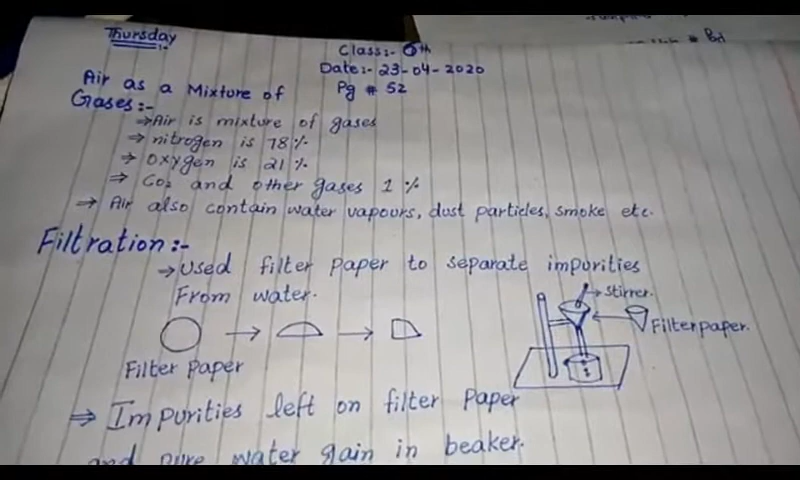 Thursday :-
Class:- 6th
Date:- 23-04-2020
Pg # 52
Air as a Mixture of
Gases:-
→ Air is mixture of gases
→ nitrogen is 78%
→ Oxygen is 21 %
→ CO₂ and other gases 1 %
→ Air also contain water vapours, dust particles, smoke etc.
Filtration:-
→ Used filter paper to separate impurities
From water.
→ Stirrer.
Filter paper.
Filter Paper
⇒ Impurities left on filter Paper
and pure water gain in beaker.